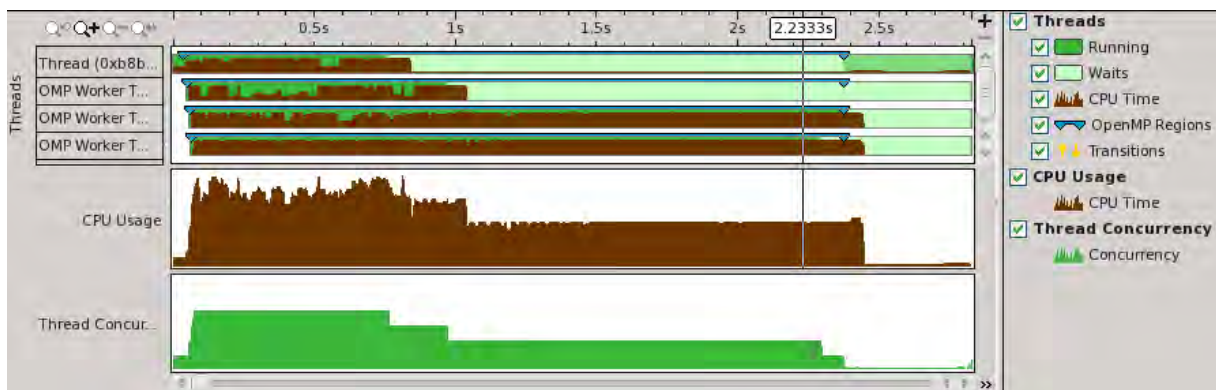 0.5s 1s 1.5s 2s 2.2333s 2.5s
Threads
Thread (0xb8b...
OMP Worker T...
OMP Worker T...
OMP Worker T...
CPU Usage
Thread Concur...
Threads
Running
Waits
CPU Time
OpenMP Regions
Transitions
CPU Usage
CPU Time
Thread Concurrency
Concurrency